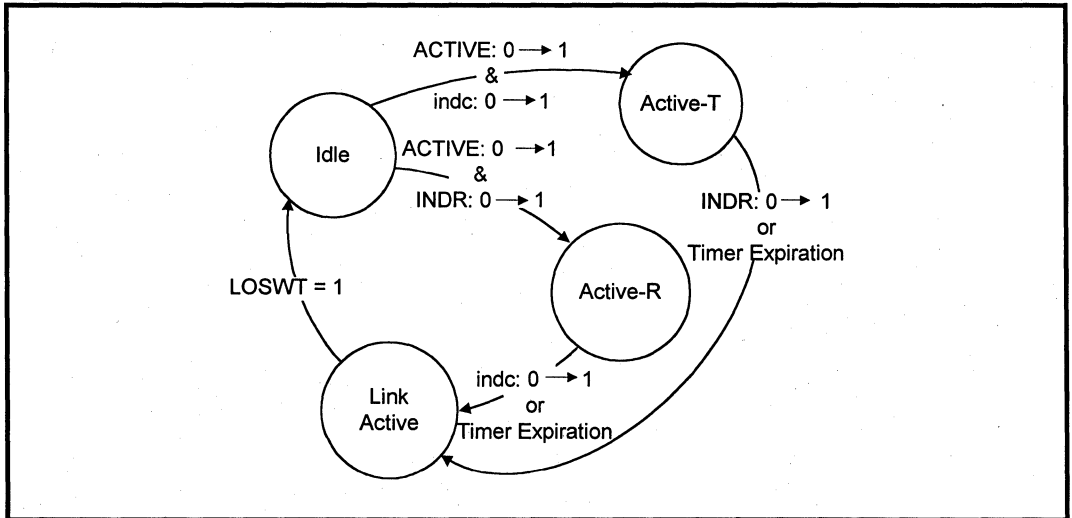 ACTIVE: 0 → 1
&
indc: 0 → 1
Active-T
Idle
ACTIVE: 0 → 1
&
INDR: 0 → 1
INDR: 0 → 1
or
Timer Expiration
Active-R
LOSWT = 1
indc: 0 → 1
or
Timer Expiration
Link
Active